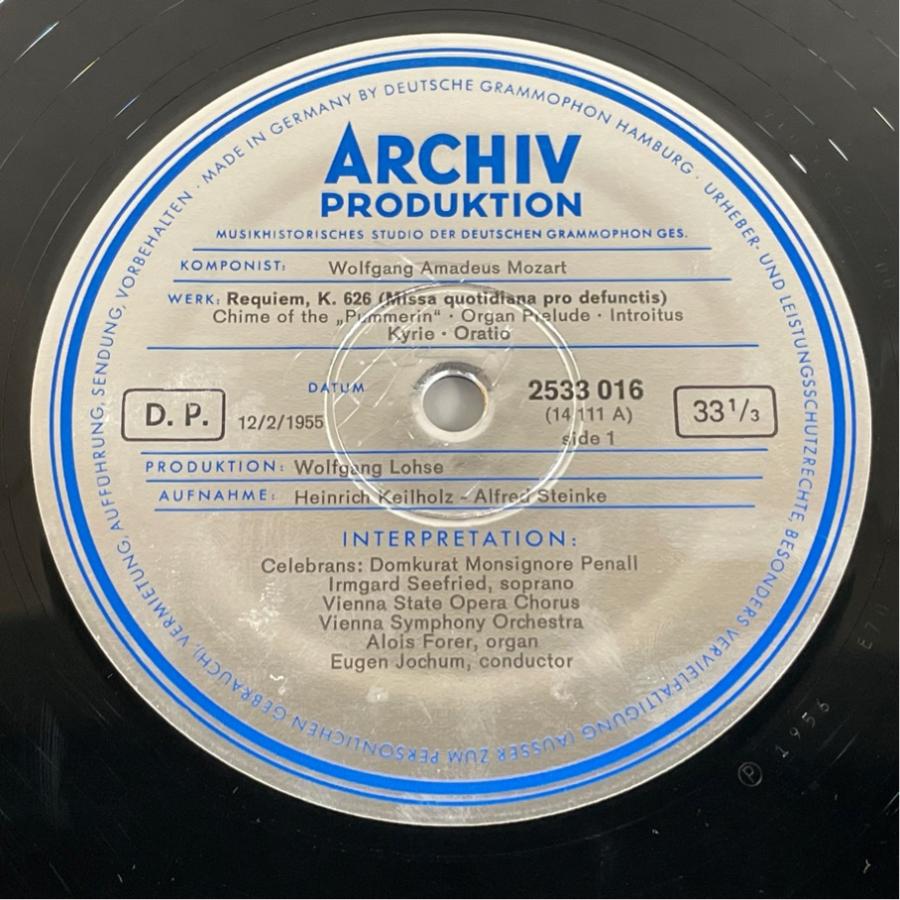 MADE IN GERMANY BY DEUTSCHE GRAMMOPHON HAMBURG · URHEBER- UND LEISTUNGSSCHUTZRECHTE, BESONDERS VERVIELFÄLTIGUNG (AUSSER ZUM PERSÖNLICHEN GEBRAUCH), VERMIETUNG, AUFFÜHRUNG, SENDUNG, VORBEHALTEN ·
ARCHIV
PRODUKTION
MUSIKHISTORISCHES STUDIO DER DEUTSCHEN GRAMMOPHON GES.
KOMPONIST: Wolfgang Amadeus Mozart
WERK: Requiem, K. 626 (Missa quotidiana pro defunctis)
Chime of the „Pummerin“ · Organ Prelude · Introitus
Kyrie · Oratio
DATUM
2533 016
D. P. 12/2/1955
(14 111 A)
33 1/3
side 1
PRODUKTION: Wolfgang Lohse
AUFNAHME: Heinrich Keilholz - Alfred Steinke
INTERPRETATION:
Celebrans: Domkurat Monsignore Penall
Irmgard Seefried, soprano
Vienna State Opera Chorus
Vienna Symphony Orchestra
Alois Forer, organ
Eugen Jochum, conductor
Ⓟ 1956